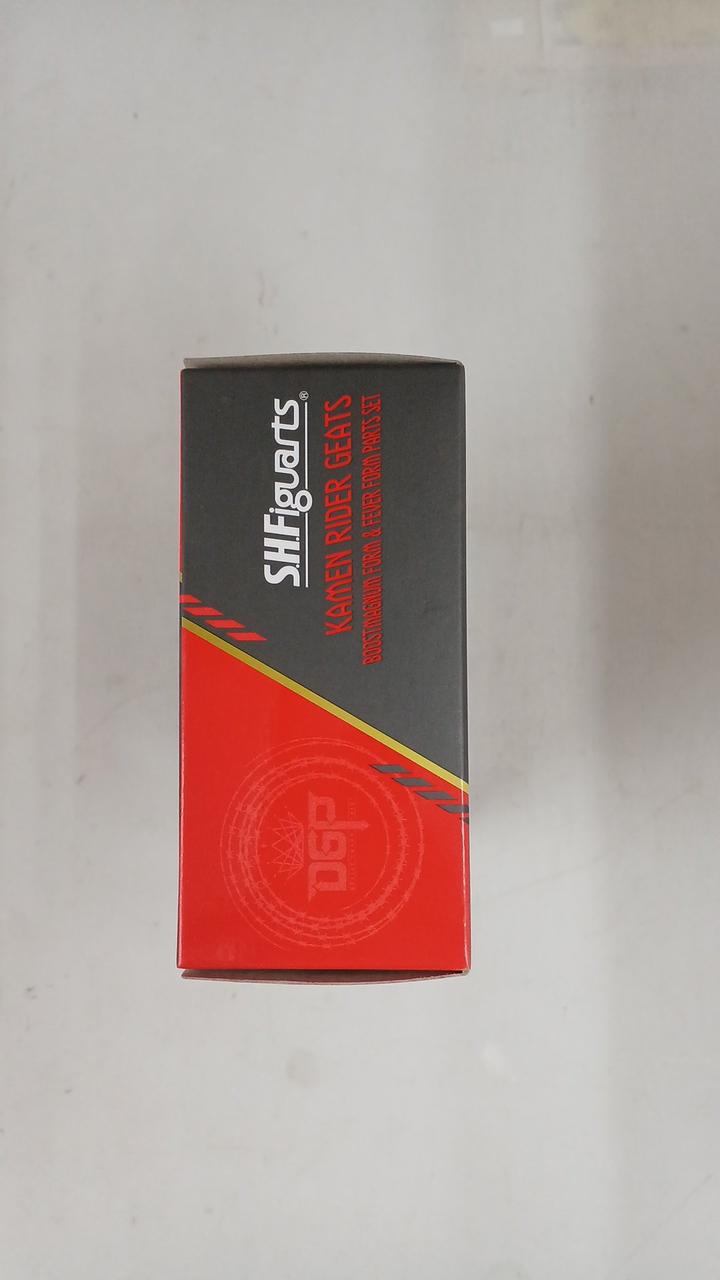 S.H.Figuarts®
KAMEN RIDER GEATS
BOOSTMAGNUM FORM & FEVER FORM PARTS SET
DGP